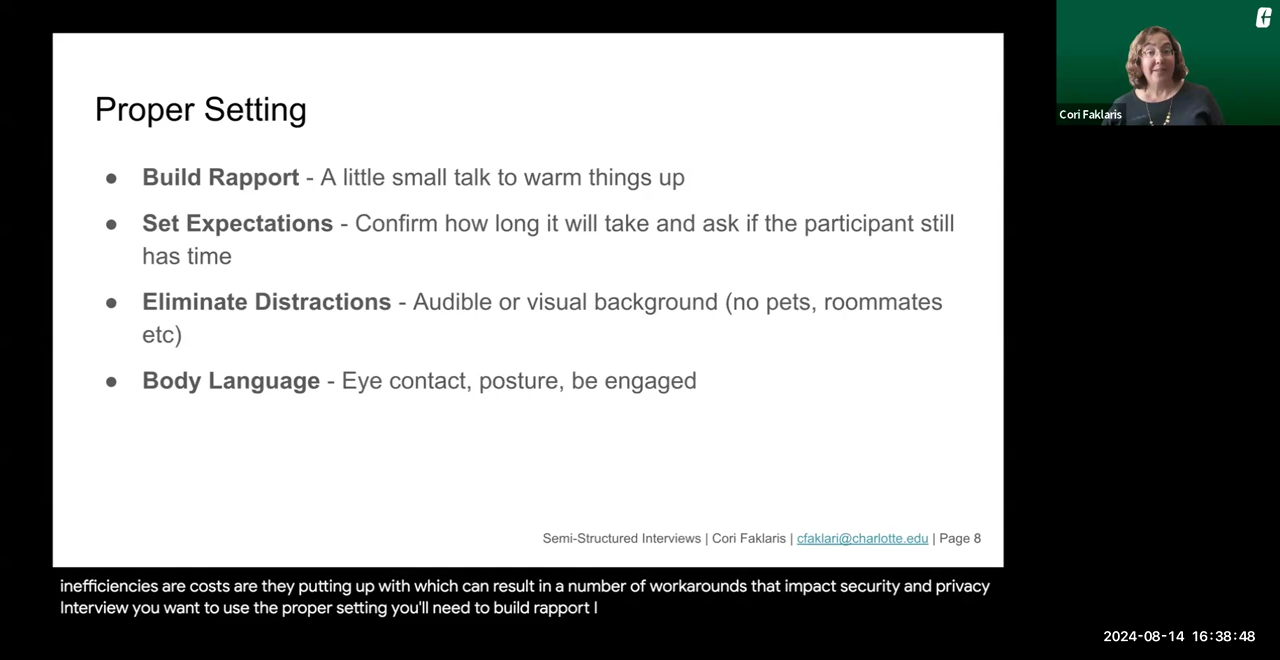 Proper Setting
● Build Rapport - A little small talk to warm things up
● Set Expectations - Confirm how long it will take and ask if the participant still
has time
● Eliminate Distractions - Audible or visual background (no pets, roommates
etc)
● Body Language - Eye contact, posture, be engaged
Semi-Structured Interviews | Cori Faklaris | cfaklari@charlotte.edu | Page 8
Cori Faklaris
inefficiencies are costs are they putting up with which can result in a number of workarounds that impact security and privacy
Interview you want to use the proper setting you'll need to build rapport I
2024-08-14 16:38:48